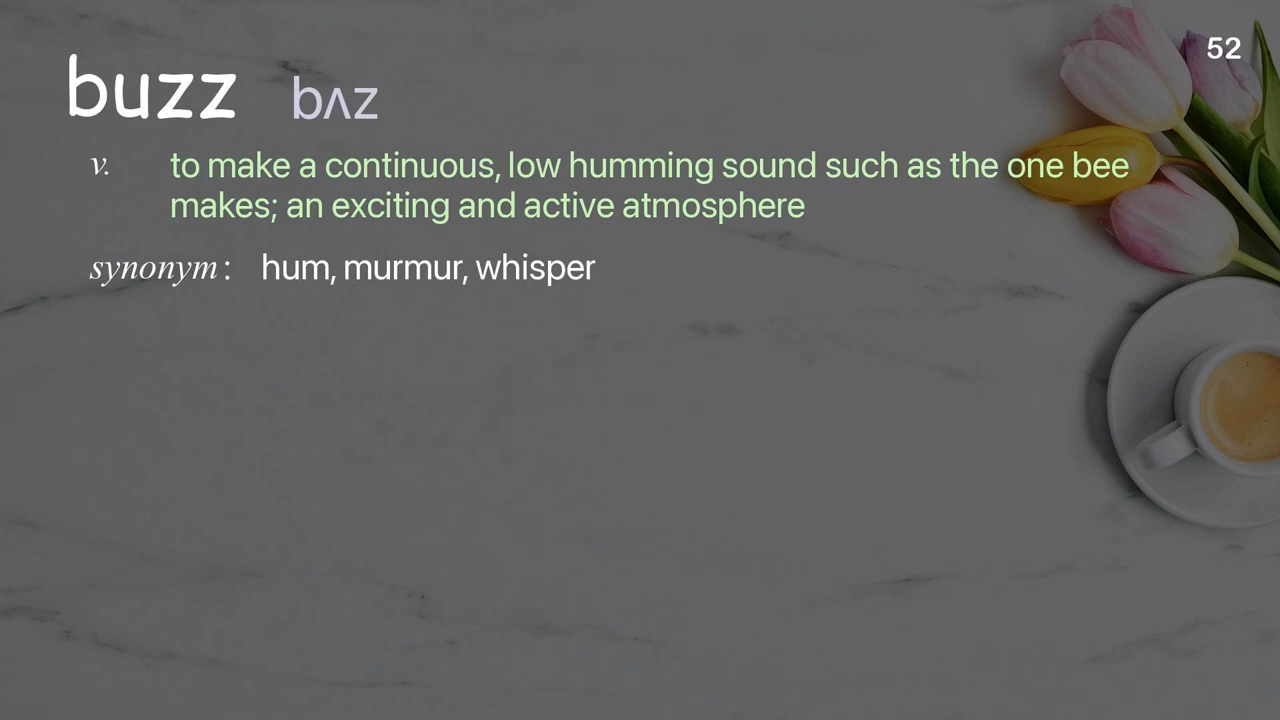 52
buzz bʌz
v. to make a continuous, low humming sound such as the one bee
makes; an exciting and active atmosphere
synonym: hum, murmur, whisper